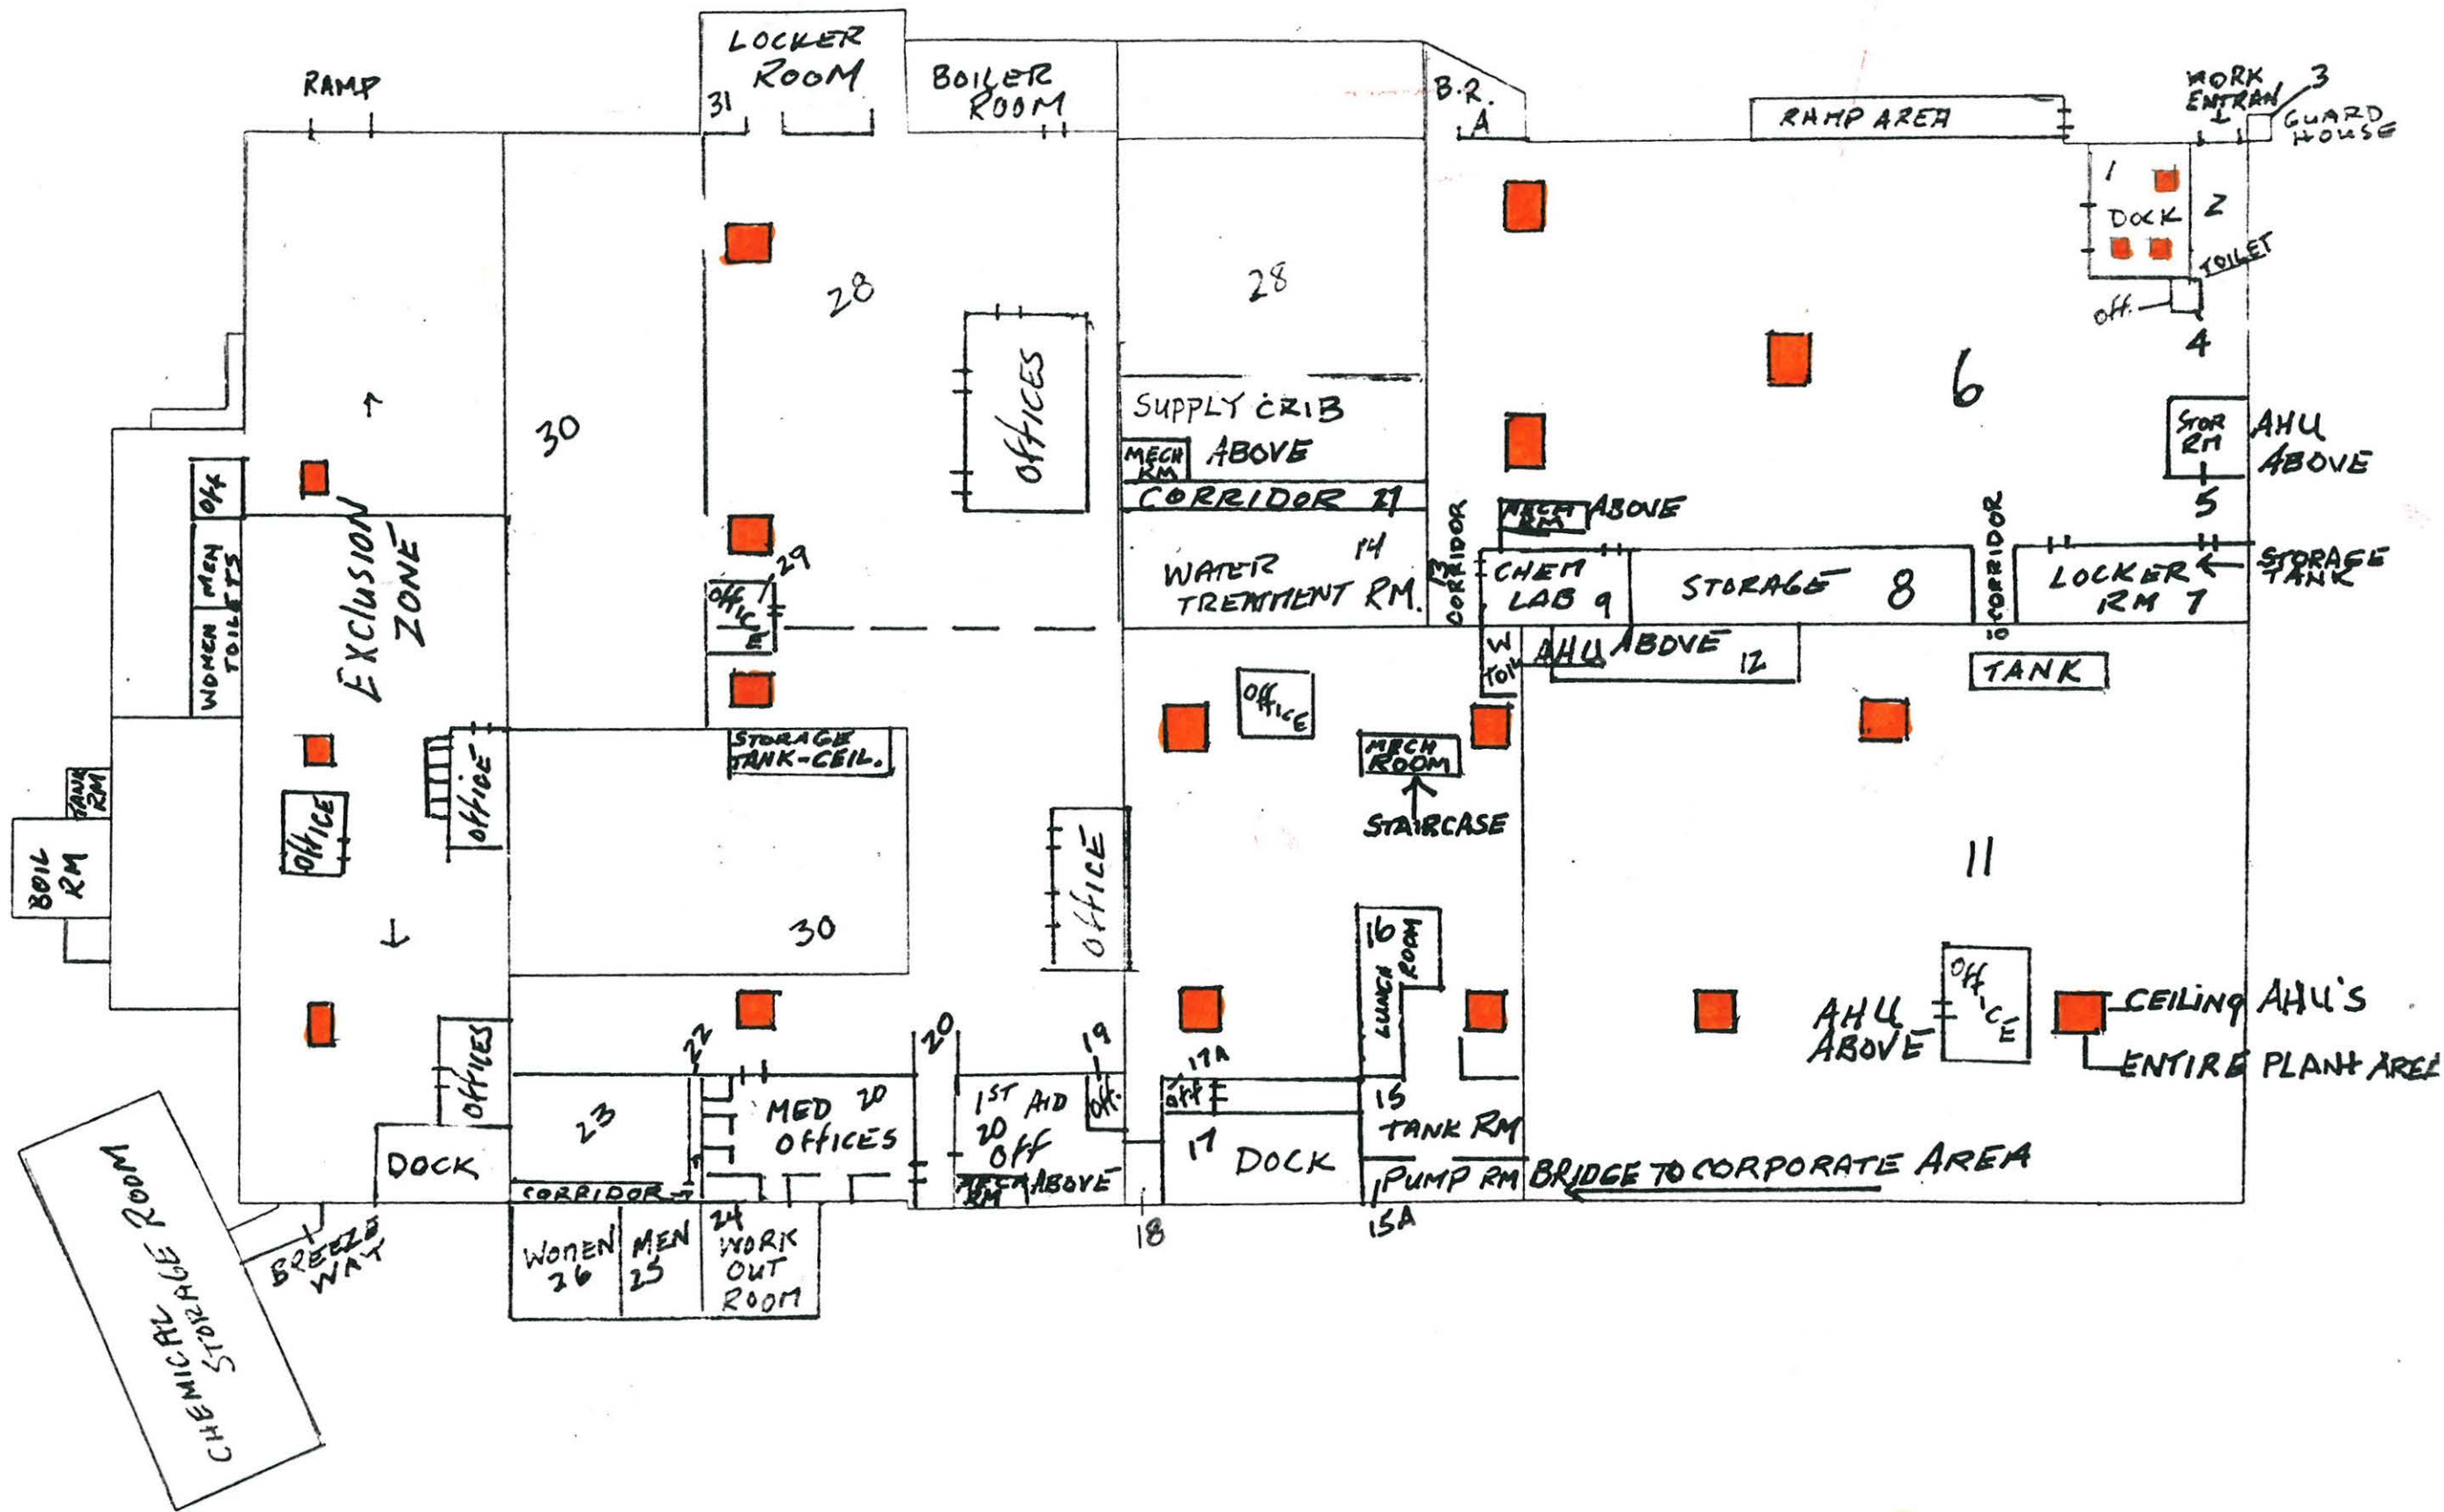 LOCKER
ROOM
31
BOILER
ROOM
RAMP
B.R.
A
RAMP AREA
WORK
ENTRAN
3
GUARD
HOUSE
1
DOCK
2
TOILET
Off.
4
28
28
6
OFFICES
SUPPLY CRIB
ABOVE
MECH
RM
CORRIDOR
STOR
RM
AHU
ABOVE
5
30
Off
MEN
TOILETS
WOMEN
TOILETS
EXCLUSION
ZONE
29
OFFICE
WATER 14
TREATMENT RM.
13
CORRIDOR
MECH
RM
ABOVE
CHEM
LAB 9
STORAGE 8
CORRIDOR
10
LOCKER
RM 7
STORAGE
TANK
W
TOIL
AHU ABOVE 12
TANK
OFFICE
MECH
ROOM
STAIRCASE
STORAGE
TANK-CEIL.
OFFICE
OFFICE
TANK
RM
BOIL
RM
OFFICE
30
11
16
LUNCH
ROOM
OFFICE
AHU
ABOVE
CEILING AHU'S
ENTIRE PLANT AREA
OFFICES
22
20
19
17A
Off
23
MED 20
OFFICES
1ST AID
20
OFF
Off.
MECH
RM
ABOVE
17
DOCK
15
TANK RM
PUMP RM
15A
BRIDGE TO CORPORATE AREA
DOCK
CORRIDOR
18
WOMEN
26
MEN
25
24
WORK
OUT
ROOM
BREEZE
WAY
CHEMICAL
STORAGE ROOM